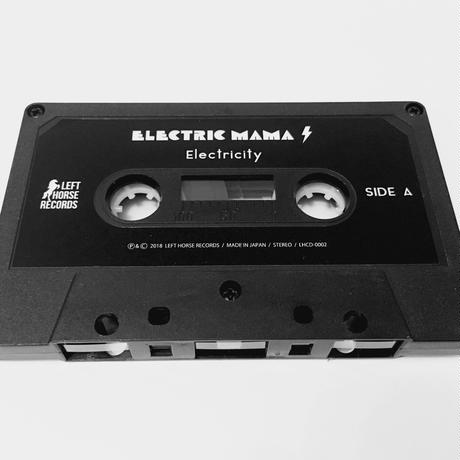 ELECTRIC MAMA
Electricity
LEFT
HORSE
RECORDS
SIDE A
℗&© 2018 LEFT HORSE RECORDS / MADE IN JAPAN / STEREO / LHCD-0002